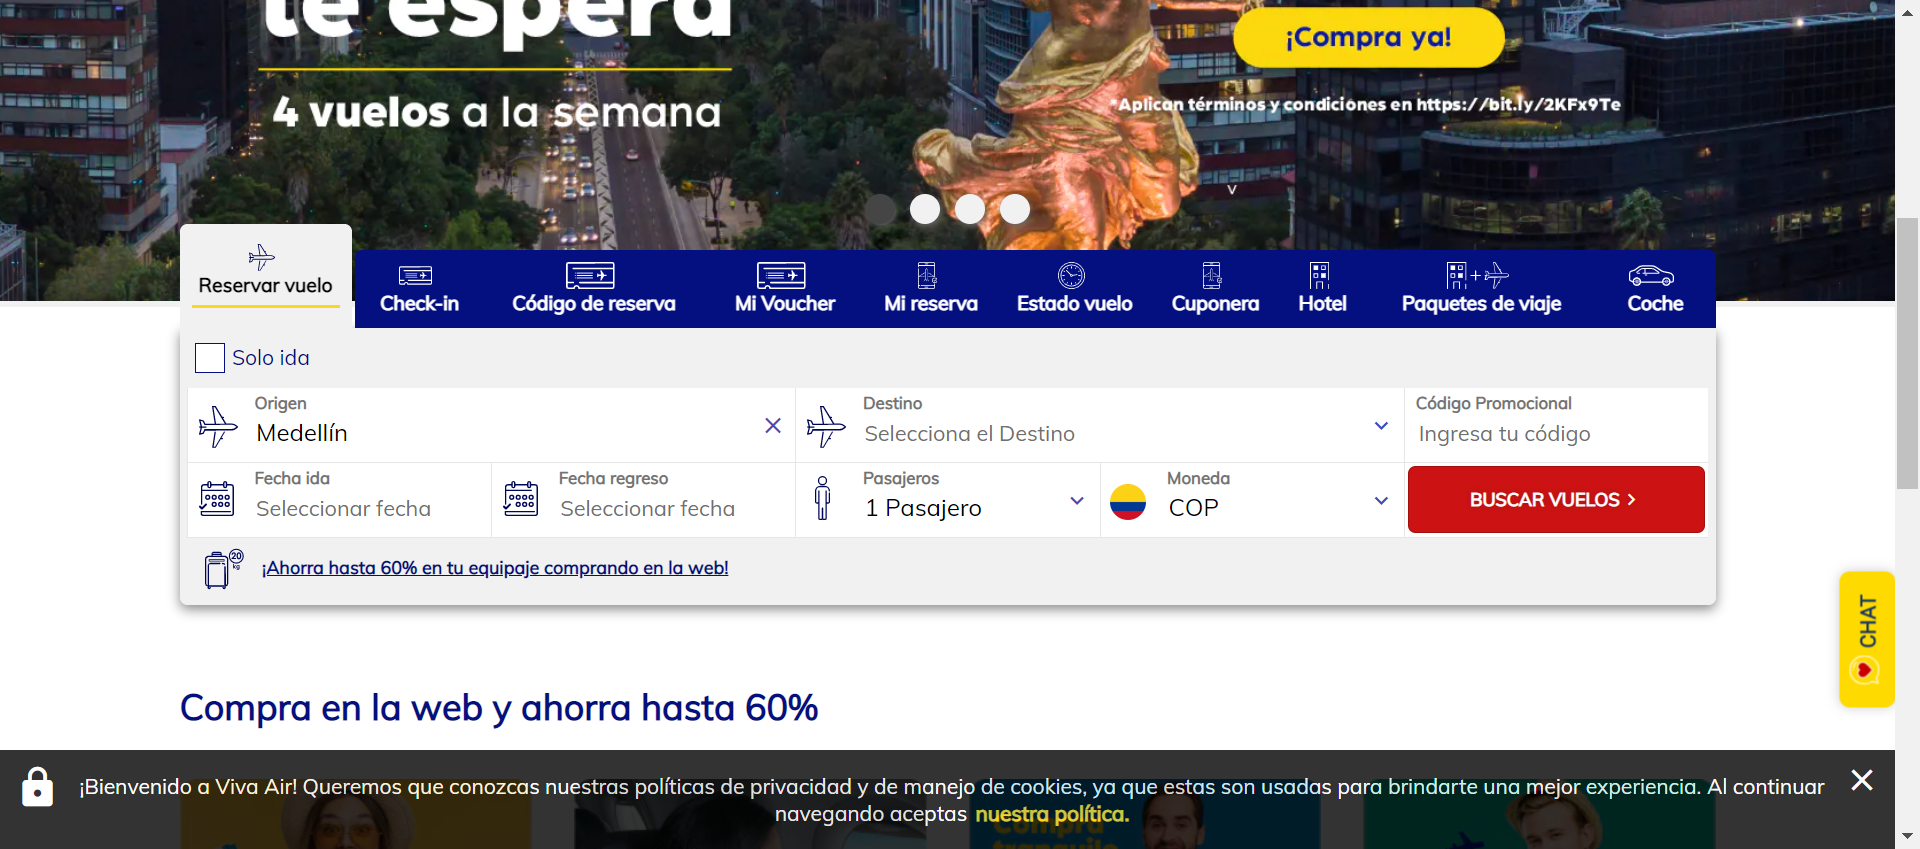 te espera
4 vuelos a la semana
¡Compra ya!
*Aplican términos y condiciones en https://bit.ly/2KFx9Te
v
Reservar vuelo
Check-in
Código de reserva
Mi Voucher
Mi reserva
Estado vuelo
Cuponera
Hotel
Paquetes de viaje
Coche
Solo ida
Origen
Medellín
Destino
Selecciona el Destino
Código Promocional
Ingresa tu código
Fecha ida
Seleccionar fecha
Fecha regreso
Seleccionar fecha
Pasajeros
1 Pasajero
Moneda
COP
BUSCAR VUELOS
20
kg
¡Ahorra hasta 60% en tu equipaje comprando en la web!
CHAT
Compra en la web y ahorra hasta 60%
¡Bienvenido a Viva Air! Queremos que conozcas nuestras políticas de privacidad y de manejo de cookies, ya que estas son usadas para brindarte una mejor experiencia. Al continuar
navegando aceptas nuestra política.
Compra
tranquilo